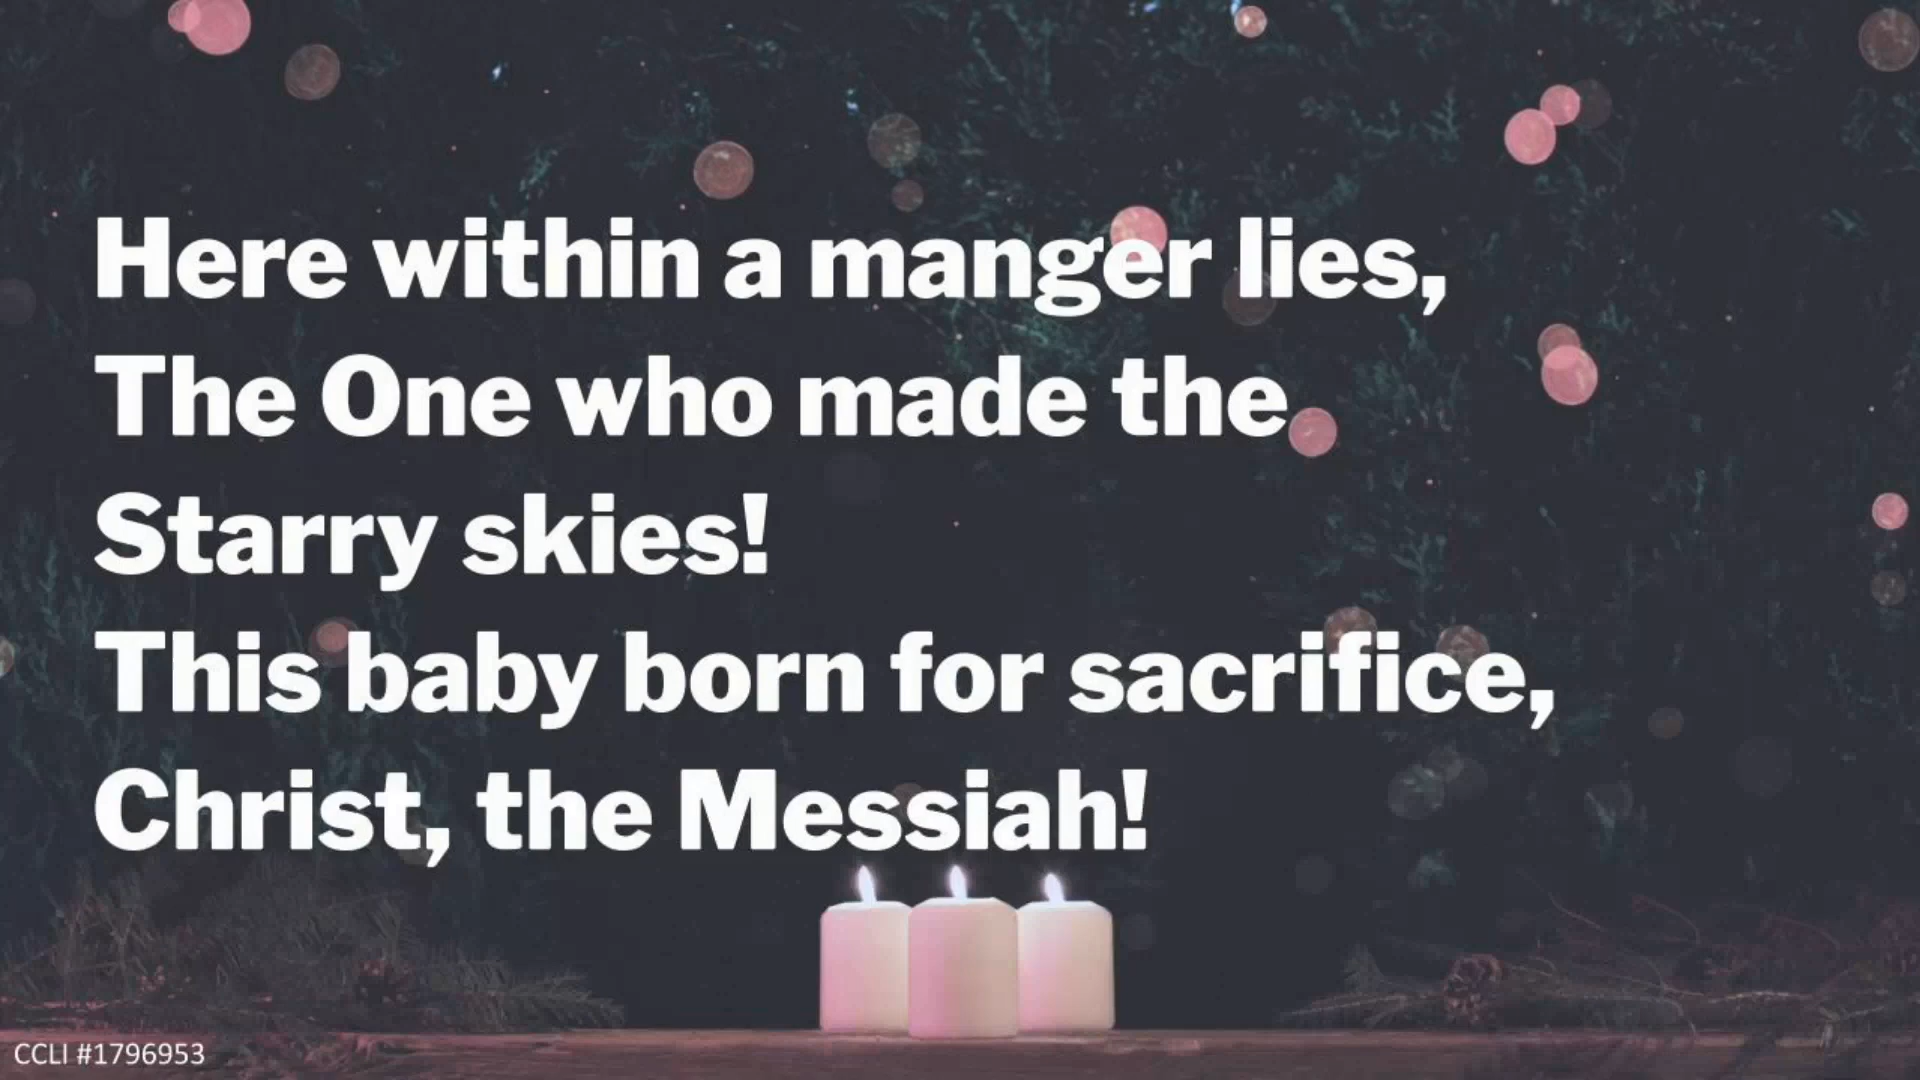 Here within a manger lies,
The One who made the
Starry skies!
This baby born for sacrifice,
Christ, the Messiah!
CCLI #1796953